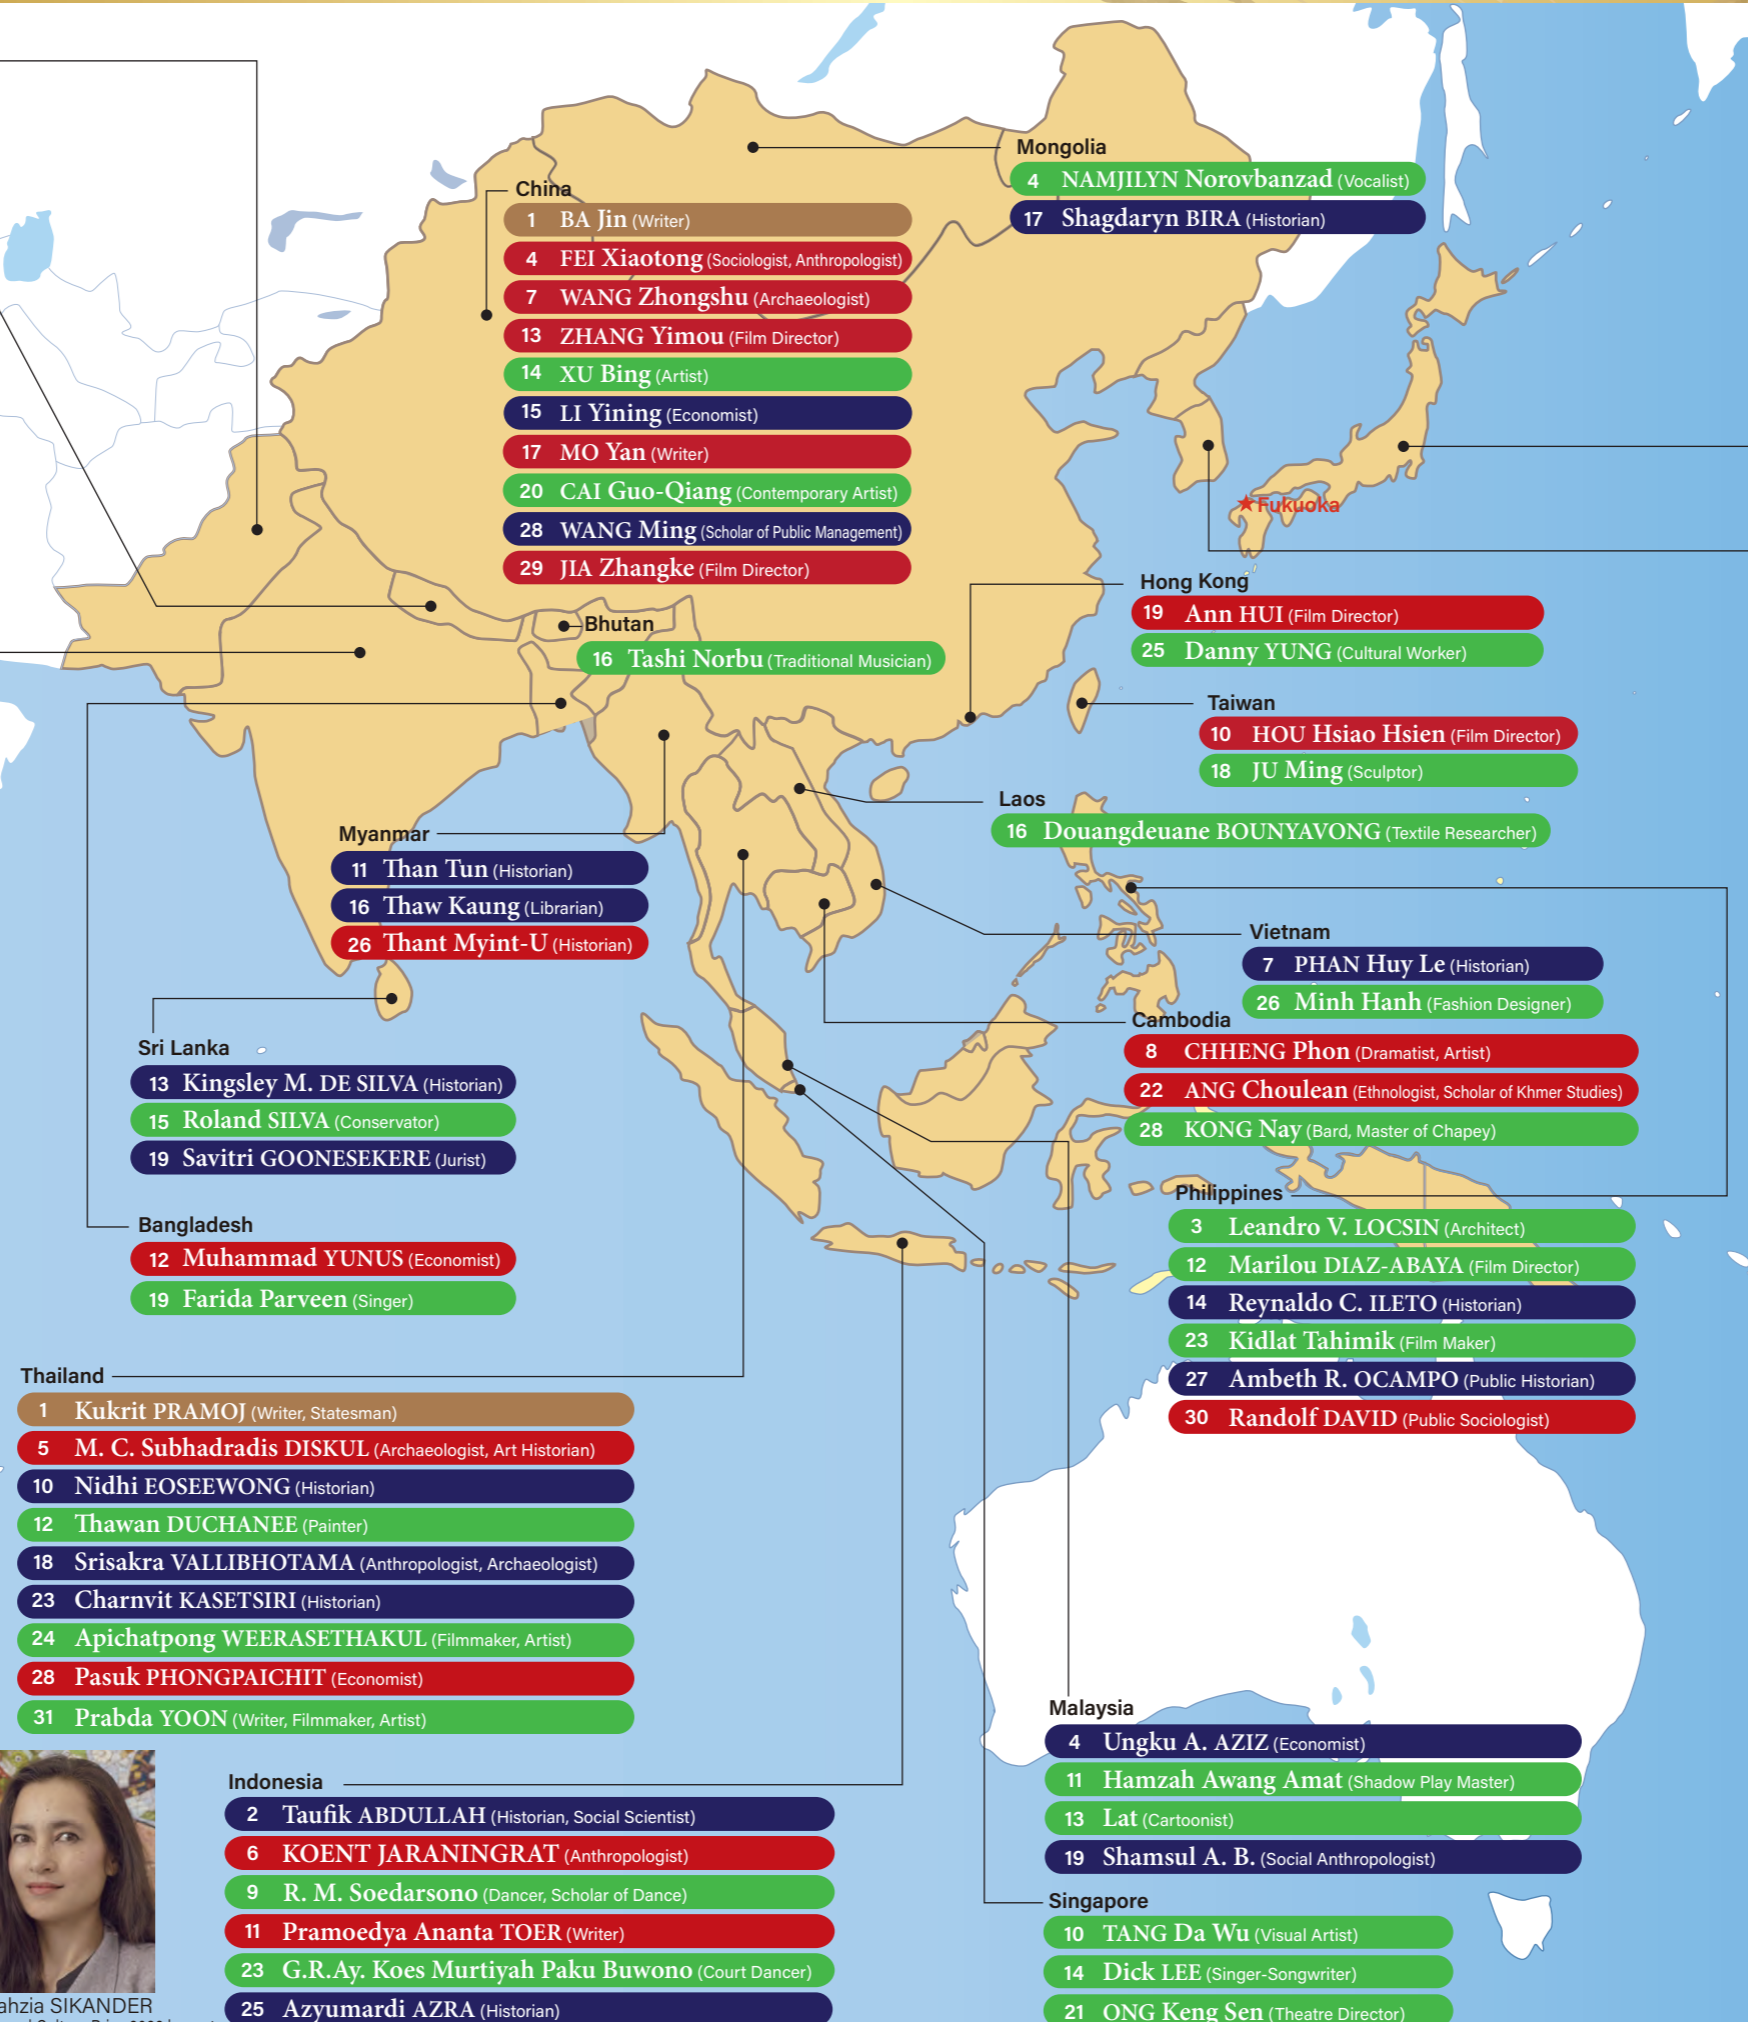 Mongolia
4 NAMJILYN Norovbanzad (Vocalist)
17 Shagdaryn BIRA (Historian)
China
1 BA Jin (Writer)
4 FEI Xiaotong (Sociologist, Anthropologist)
7 WANG Zhongshu (Archaeologist)
13 ZHANG Yimou (Film Director)
14 XU Bing (Artist)
15 LI Yining (Economist)
17 MO Yan (Writer)
20 CAI Guo-Qiang (Contemporary Artist)
28 WANG Ming (Scholar of Public Management)
29 JIA Zhangke (Film Director)
★Fukuoka
Hong Kong
19 Ann HUI (Film Director)
25 Danny YUNG (Cultural Worker)
Bhutan
16 Tashi Norbu (Traditional Musician)
Taiwan
10 HOU Hsiao Hsien (Film Director)
18 JU Ming (Sculptor)
Laos
16 Douangdeuane BOUNYAVONG (Textile Researcher)
Myanmar
11 Than Tun (Historian)
16 Thaw Kaung (Librarian)
26 Thant Myint-U (Historian)
Vietnam
7 PHAN Huy Le (Historian)
26 Minh Hanh (Fashion Designer)
Cambodia
8 CHHENG Phon (Dramatist, Artist)
22 ANG Choulean (Ethnologist, Scholar of Khmer Studies)
28 KONG Nay (Bard, Master of Chapey)
Sri Lanka
13 Kingsley M. DE SILVA (Historian)
15 Roland SILVA (Conservator)
19 Savitri GOONESEKERE (Jurist)
Bangladesh
12 Muhammad YUNUS (Economist)
19 Farida Parveen (Singer)
Philippines
3 Leandro V. LOCSIN (Architect)
12 Marilou DIAZ-ABAYA (Film Director)
14 Reynaldo C. ILETO (Historian)
23 Kidlat Tahimik (Film Maker)
27 Ambeth R. OCAMPO (Public Historian)
30 Randolf DAVID (Public Sociologist)
Thailand
1 Kukrit PRAMOJ (Writer, Statesman)
5 M. C. Subhadradis DISKUL (Archaeologist, Art Historian)
10 Nidhi EOSEEWONG (Historian)
12 Thawan DUCHANEE (Painter)
18 Srisakra VALLIBHOTAMA (Anthropologist, Archaeologist)
23 Charnvit KASETSIRI (Historian)
24 Apichatpong WEERASETHAKUL (Filmmaker, Artist)
28 Pasuk PHONGPAICHIT (Economist)
31 Prabda YOON (Writer, Filmmaker, Artist)
Malaysia
4 Ungku A. AZIZ (Economist)
11 Hamzah Awang Amat (Shadow Play Master)
13 Lat (Cartoonist)
19 Shamsul A. B. (Social Anthropologist)
Indonesia
2 Taufik ABDULLAH (Historian, Social Scientist)
6 KOENT JARANINGRAT (Anthropologist)
9 R. M. Soedarsono (Dancer, Scholar of Dance)
11 Pramoedya Ananta TOER (Writer)
23 G.R.Ay. Koes Murtiyah Paku Buwono (Court Dancer)
25 Azyumardi AZRA (Historian)
Singapore
10 TANG Da Wu (Visual Artist)
14 Dick LEE (Singer-Songwriter)
21 ONG Keng Sen (Theatre Director)
ahzia SIKANDER